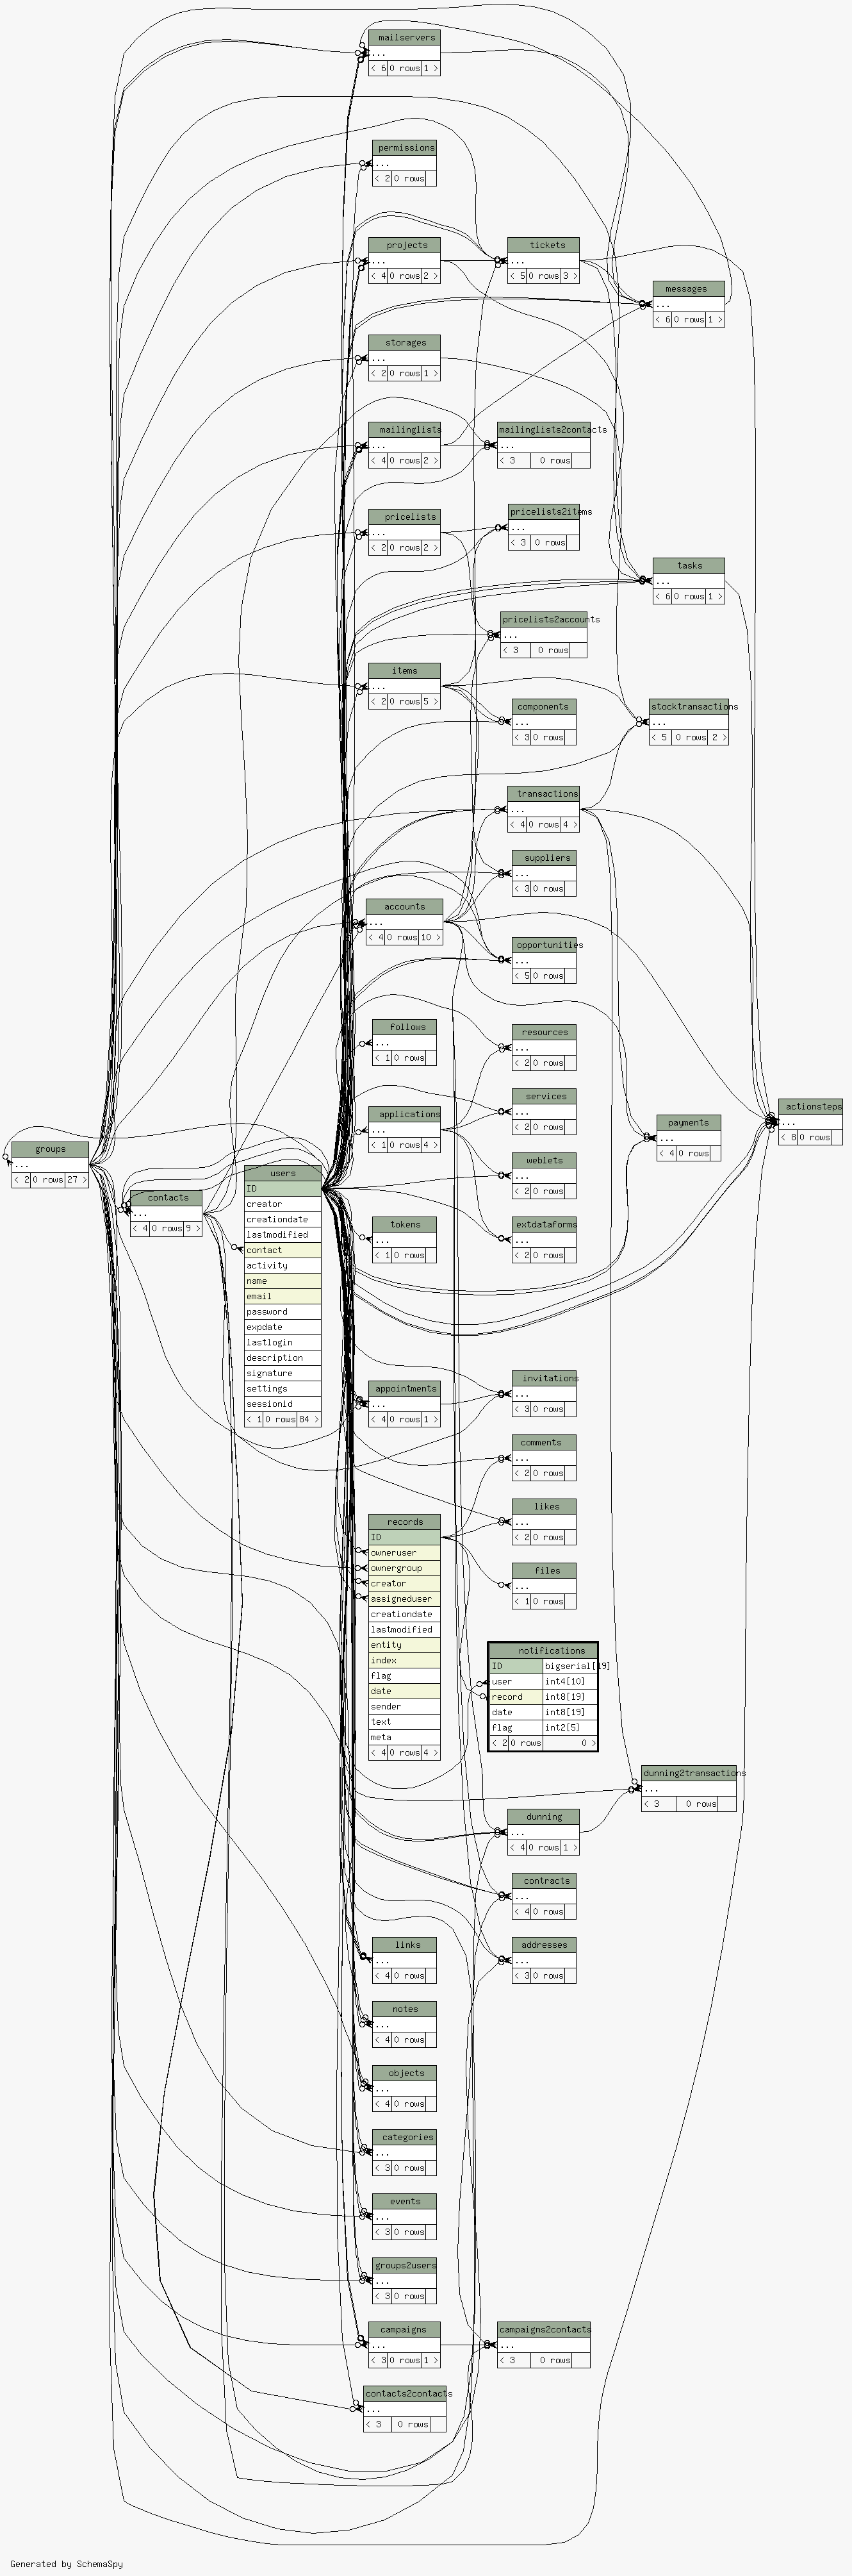 mailservers
...
< 6 0 rows 1 >
permissions
...
< 2 0 rows
projects
...
< 4 0 rows 2 >
tickets
...
< 5 0 rows 3 >
messages
...
< 6 0 rows 1 >
storages
...
< 2 0 rows 1 >
mailinglists
...
< 4 0 rows 2 >
mailinglists2contacts
...
< 3 0 rows
pricelists
...
< 2 0 rows 2 >
pricelists2items
...
< 3 0 rows
tasks
...
< 6 0 rows 1 >
pricelists2accounts
...
< 3 0 rows
items
...
< 2 0 rows 5 >
components
...
< 3 0 rows
stocktransactions
...
< 5 0 rows 2 >
transactions
...
< 4 0 rows 4 >
suppliers
...
< 3 0 rows
accounts
...
< 4 0 rows 10 >
opportunities
...
< 5 0 rows
follows
...
< 1 0 rows
resources
...
< 2 0 rows
services
...
< 2 0 rows
applications
...
< 1 0 rows 4 >
payments
...
< 4 0 rows
actionsteps
...
< 8 0 rows
groups
...
< 2 0 rows 27 >
contacts
...
< 4 0 rows 9 >
users
ID
creator
creationdate
lastmodified
contact
activity
name
email
password
expdate
lastlogin
description
signature
settings
sessionid
< 1 0 rows 84 >
weblets
...
< 2 0 rows
tokens
...
< 1 0 rows
extdataforms
...
< 2 0 rows
appointments
...
< 4 0 rows 1 >
invitations
...
< 3 0 rows
comments
...
< 2 0 rows
likes
...
< 2 0 rows
files
...
< 1 0 rows
records
ID
owneruser
ownergroup
creator
assigneduser
creationdate
lastmodified
entity
index
flag
date
sender
text
meta
< 4 0 rows 4 >
notifications
ID bigserial[19]
user int4[10]
record int8[19]
date int8[19]
flag int2[5]
< 2 0 rows 0 >
dunning2transactions
...
< 3 0 rows
dunning
...
< 4 0 rows 1 >
contracts
...
< 4 0 rows
links
...
< 4 0 rows
addresses
...
< 3 0 rows
notes
...
< 4 0 rows
objects
...
< 4 0 rows
categories
...
< 3 0 rows
events
...
< 3 0 rows
groups2users
...
< 3 0 rows
campaigns
...
< 3 0 rows 1 >
campaigns2contacts
...
< 3 0 rows
contacts2contacts
...
< 3 0 rows
Generated by SchemaSpy